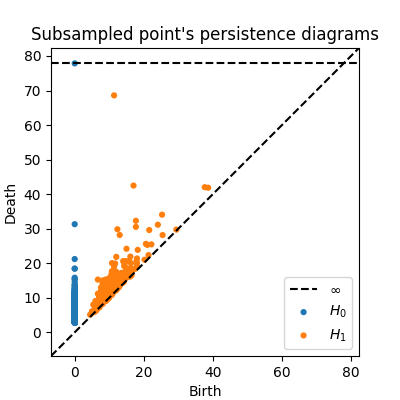 Subsampled point's persistence diagrams
80
70
60
50
40
30
20
10
0
Death
0 20 40 60 80
Birth
∞
H₀
H₁